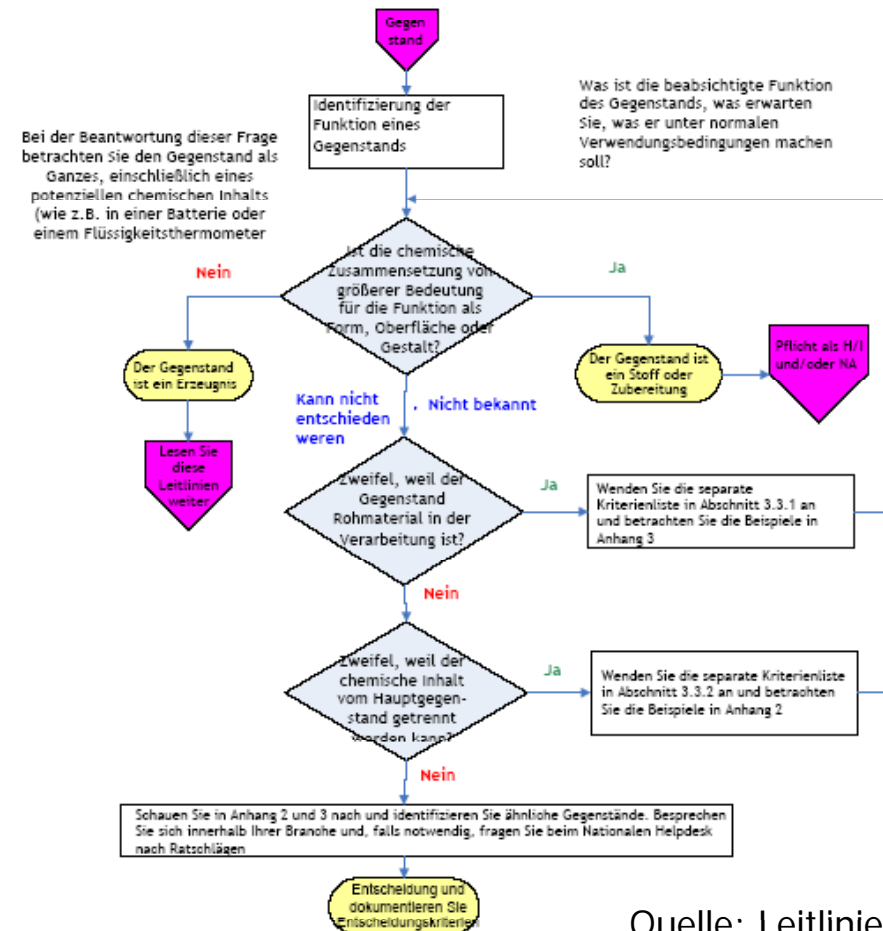 Gegen
stand
Identifizierung der
Funktion eines
Gegenstands
Was ist die beabsichtigte Funktion
des Gegenstands, was erwarten
Sie, was er unter normalen
Verwendungsbedingungen machen
soll?
Bei der Beantwortung dieser Frage
betrachten Sie den Gegenstand als
Ganzes, einschließlich eines
potenziellen chemischen Inhalts
(wie z.B. in einer Batterie oder
einem Flüssigkeitsthermometer
Ist die chemische
Zusammensetzung von
größerer Bedeutung
für die Funktion als
Form, Oberfläche oder
Gestalt?
Nein
Ja
Der Gegenstand
ist ein Erzeugnis
Der Gegenstand ist
ein Stoff oder
Zubereitung
Pflicht als H/I
und/oder NA
Lesen Sie
diese
Leitlinien
weiter
Kann nicht
entschieden
weren
. Nicht bekannt
Zweifel, weil der
Gegenstand
Rohmaterial in der
Verarbeitung ist?
Ja
Wenden Sie die separate
Kriterienliste in Abschnitt 3.3.1 an
und betrachten Sie die Beispiele in
Anhang 3
Nein
Zweifel, weil der
chemische Inhalt
vom Hauptgegen-
stand getrennt
werden kann?
Ja
Wenden Sie die separate Kriterienliste
in Abschnitt 3.3.2 an und betrachten
Sie die Beispiele in Anhang 2
Nein
Schauen Sie in Anhang 2 und 3 nach und identifizieren Sie ähnliche Gegenstände. Besprechen
Sie sich innerhalb Ihrer Branche und, falls notwendig, fragen Sie beim Nationalen Helpdesk
nach Ratschlägen
Entscheidung und
dokumentieren Sie
Entscheidungskriterien
Quelle: Leitlinie